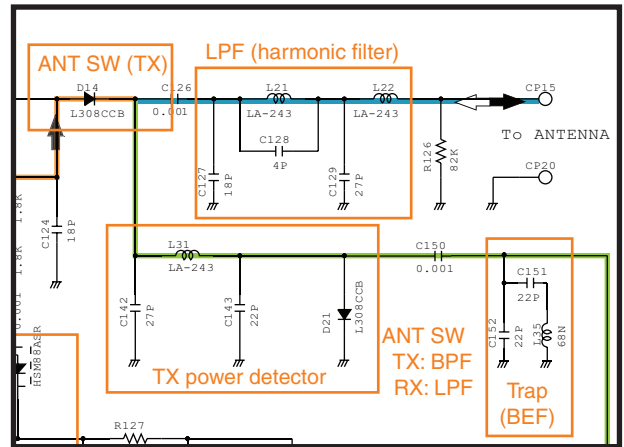 ANT SW (TX)
LPF (harmonic filter)
D14
C126
L21
L22
CP15
L308CCB
0.001
LA-243
LA-243
To ANTENNA
C128
4P
R126
82K
C127
18P
C129
27P
CP20
1.8K
1.8K
C124
18P
L31
LA-243
C150
0.001
C151
22P
C142
27P
C143
22P
D21
L308CCB
C152
22P
L35
68N
0.001
HSM88ASR
ANT SW
TX: BPF
RX: LPF
TX power detector
Trap
(BEF)
R127